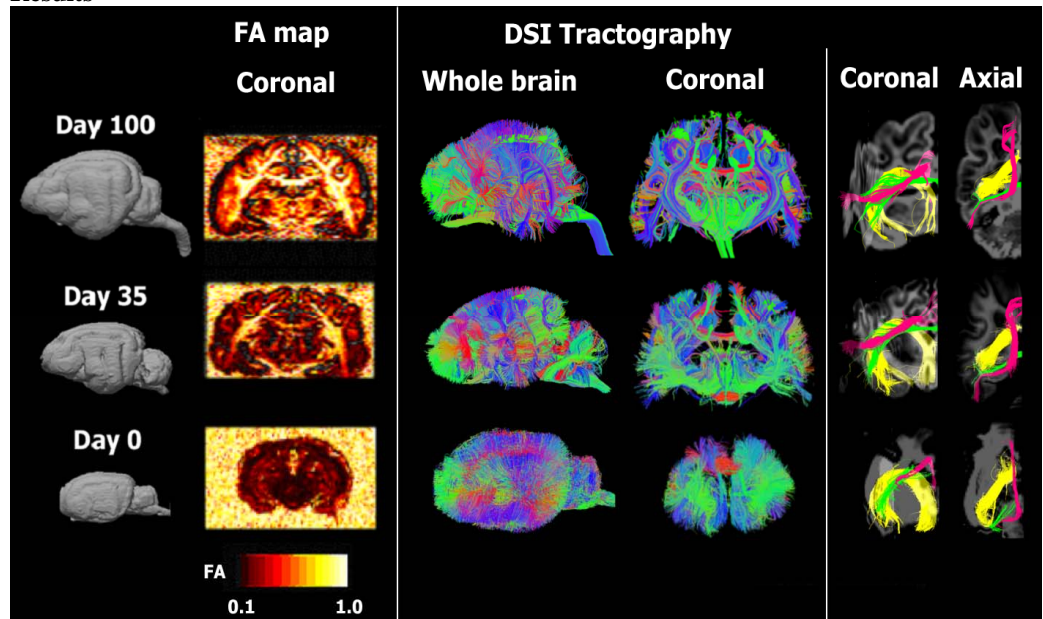 Results
FA map
DSI Tractography
Coronal
Whole brain
Coronal
Coronal
Axial
Day 100
Day 35
Day 0
FA
0.1
1.0